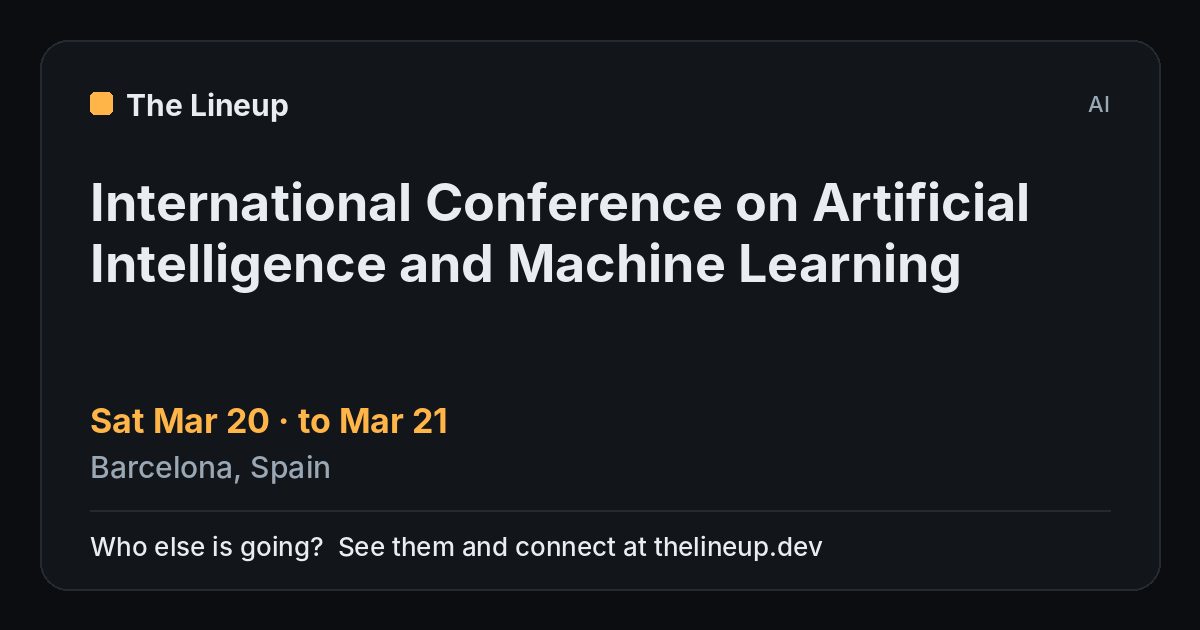 The Lineup
AI
International Conference on Artificial
Intelligence and Machine Learning
Sat Mar 20 · to Mar 21
Barcelona, Spain
Who else is going? See them and connect at thelineup.dev